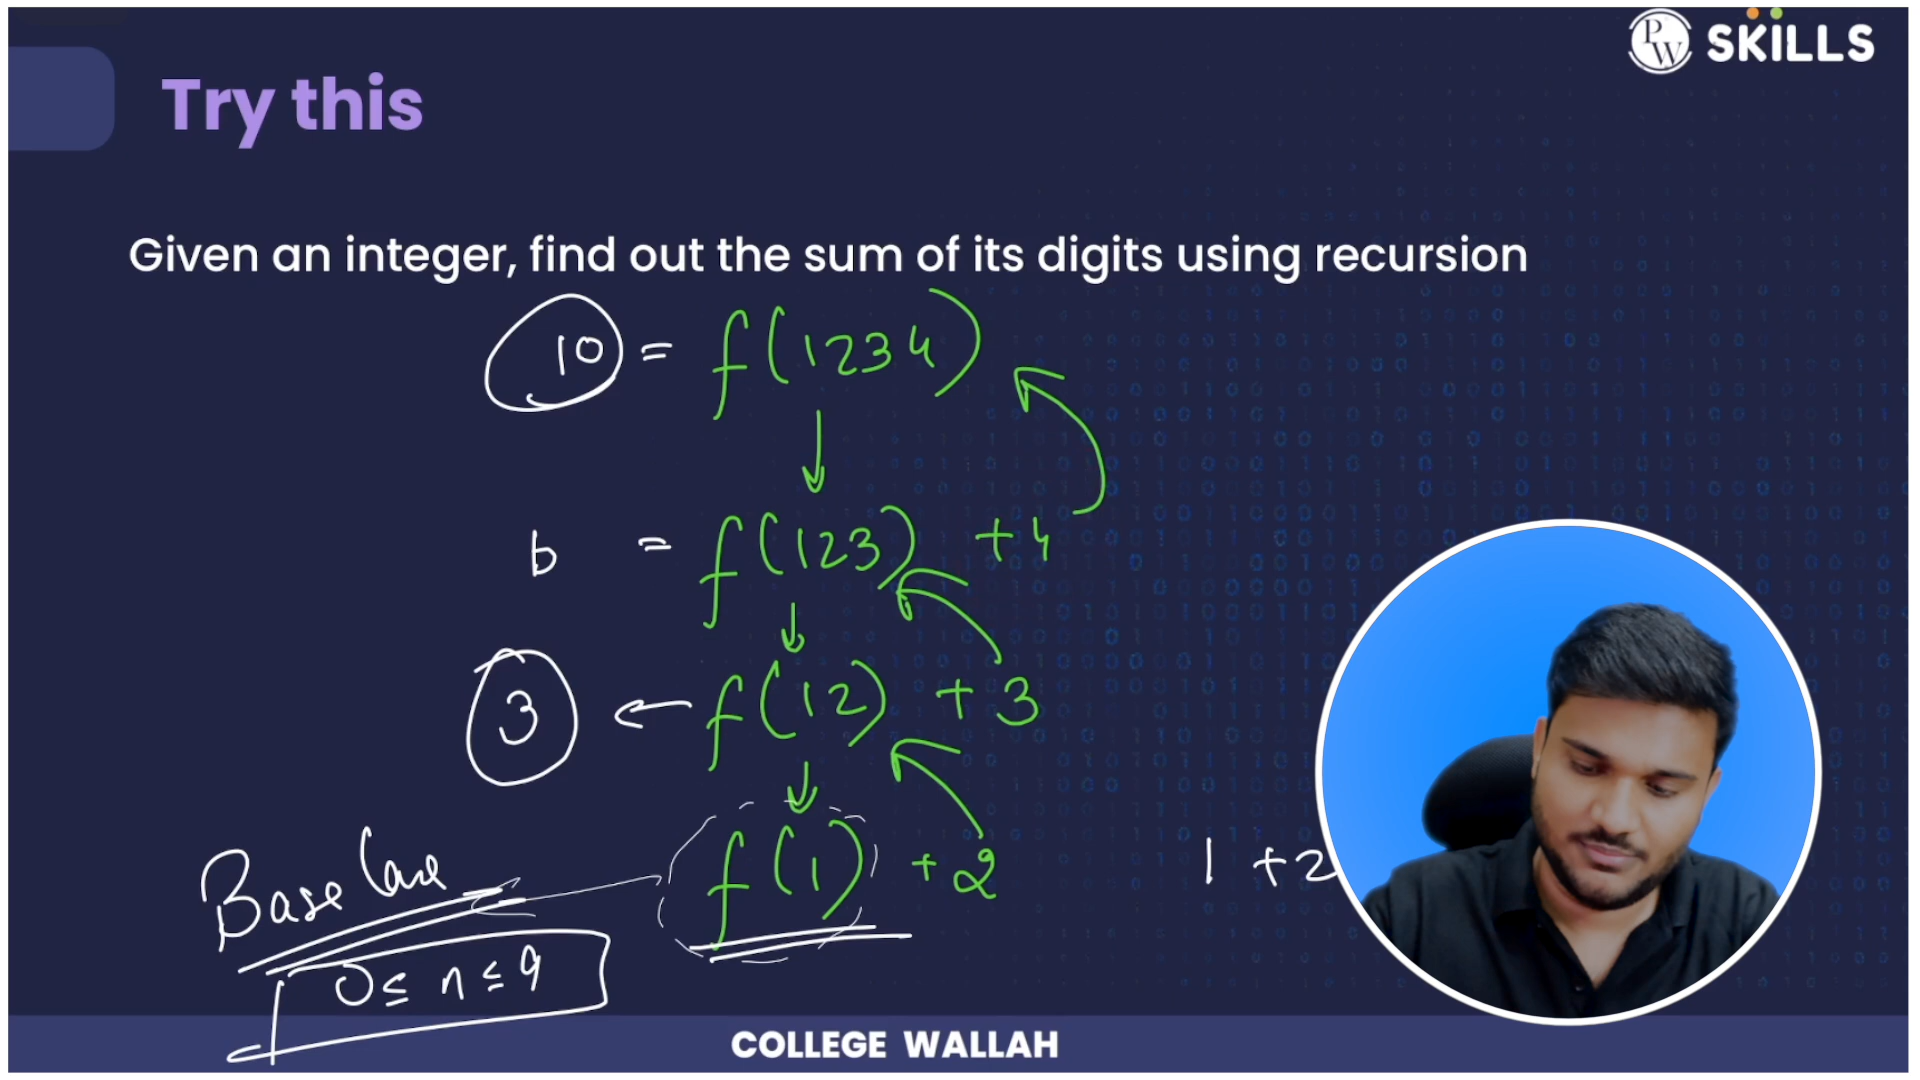 PW SKILLS
Try this
Given an integer, find out the sum of its digits using recursion
10 = f(1234)
6 = f(123) + 4
3 ← f(12) + 3
f(1) + 2
1 + 2
Base Case
0 ≤ n ≤ 9
COLLEGE WALLAH